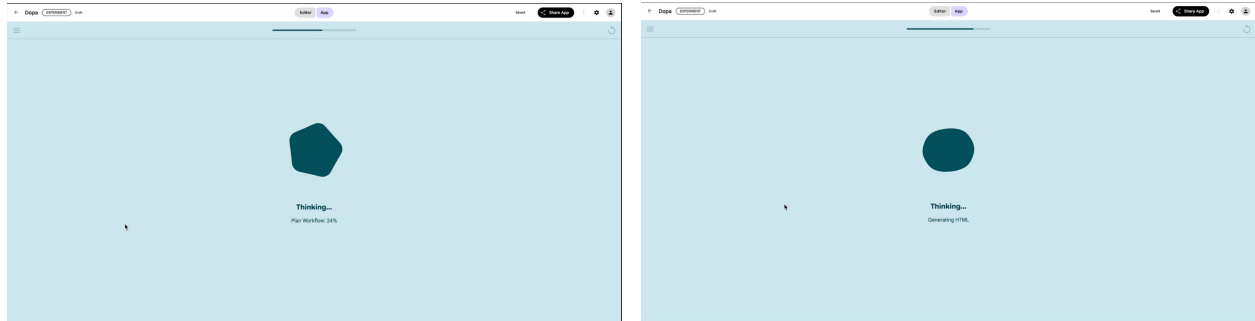 Dopa EXPERIMENT Draft Editor App Saved Share App
Thinking...
Plan Workflow: 24%
Dopa EXPERIMENT Draft Editor App Saved Share App
Thinking...
Generating HTML